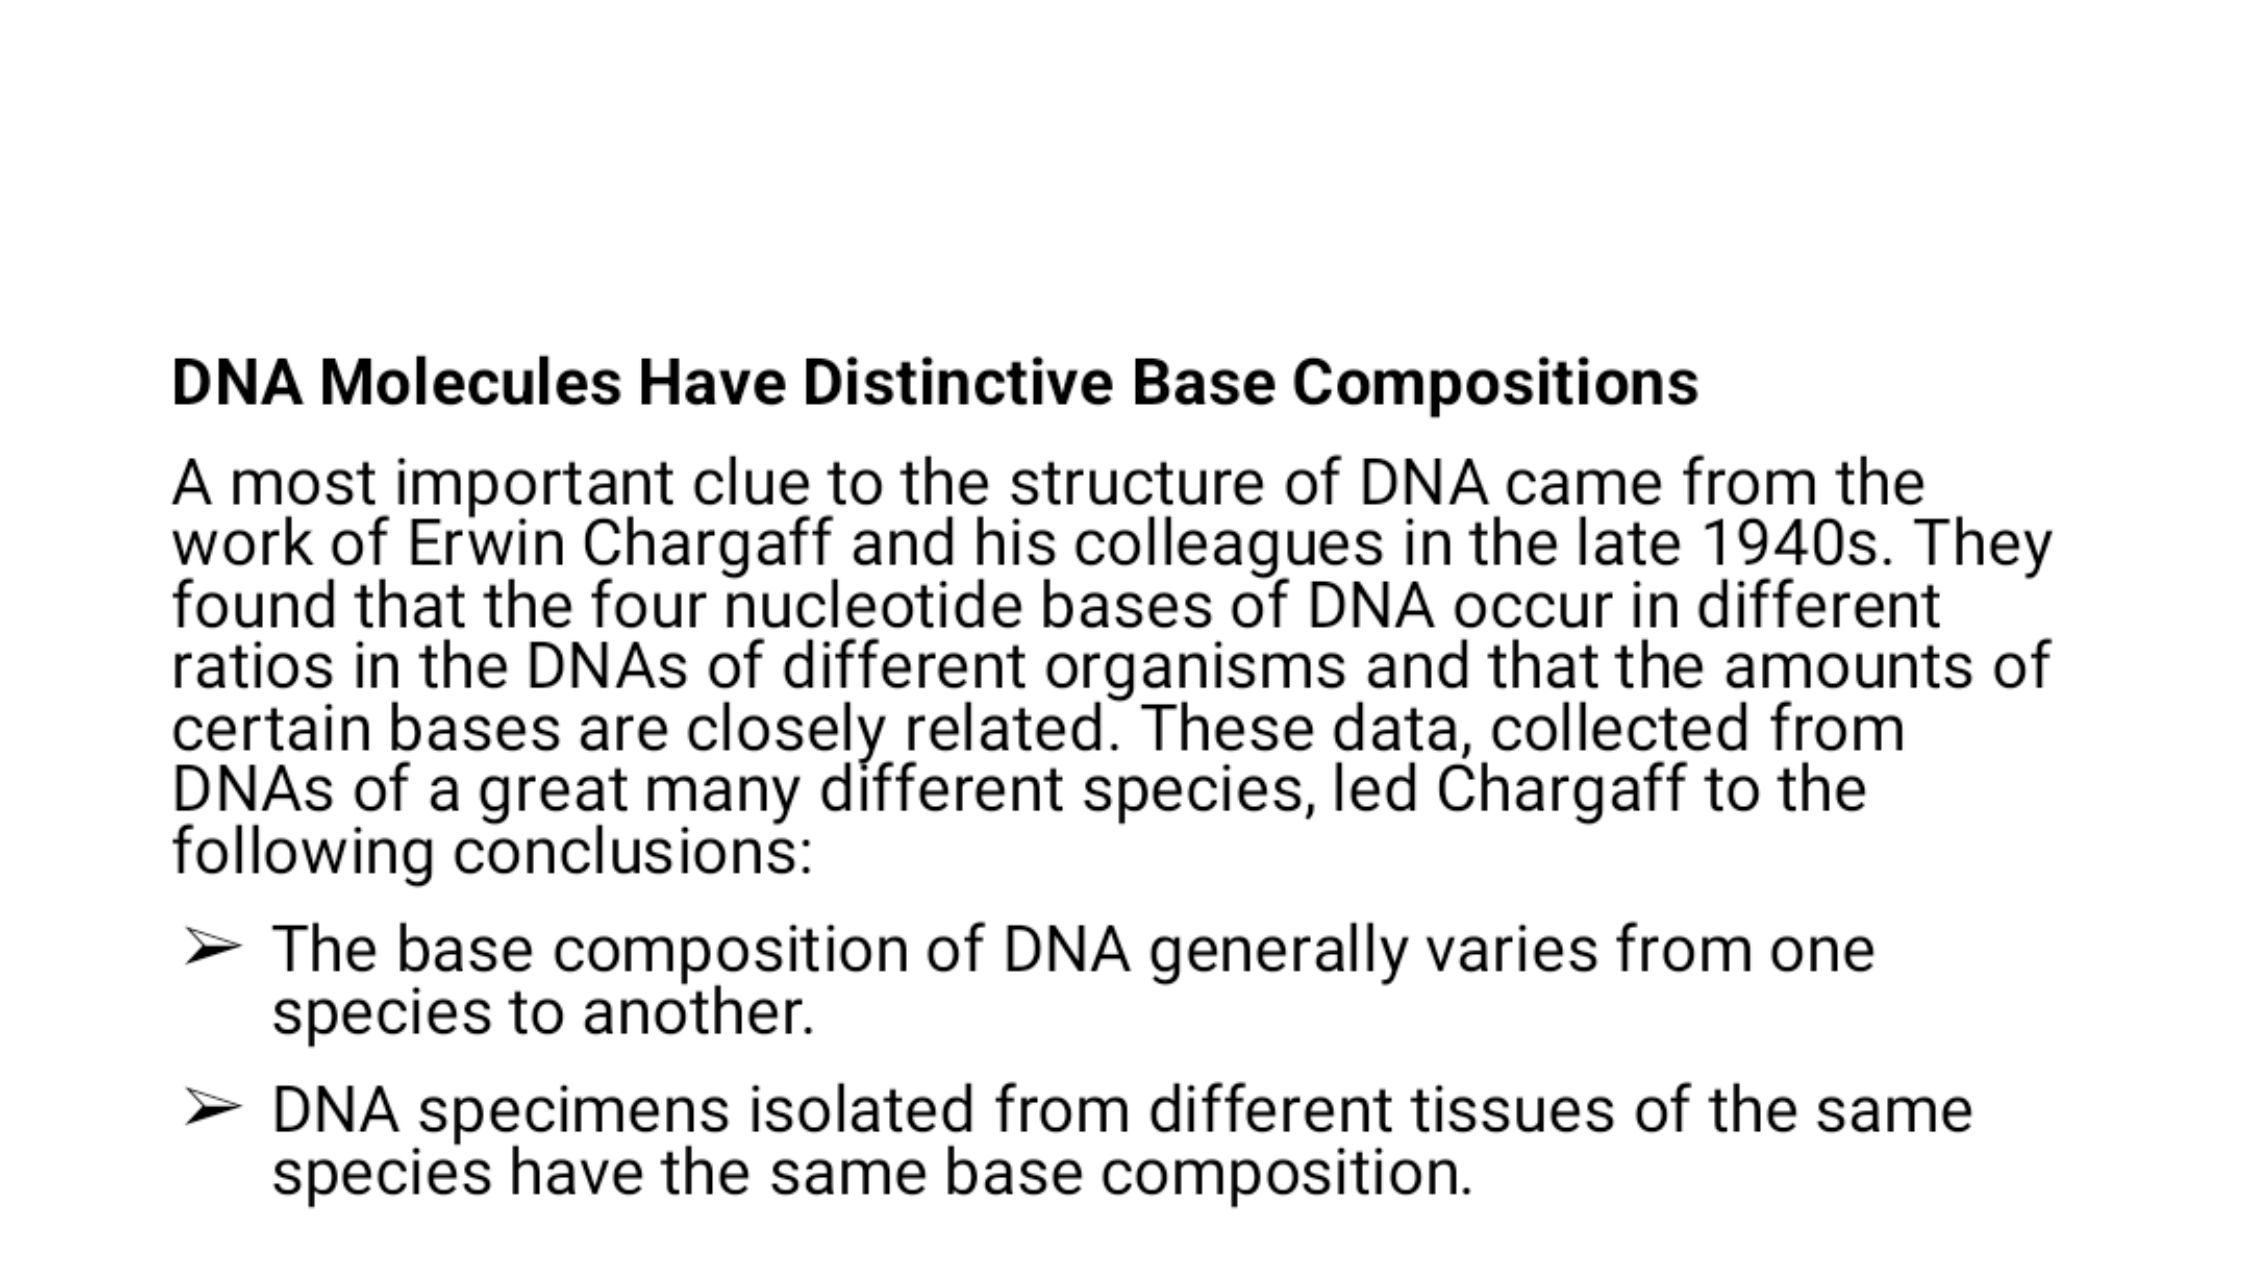 DNA Molecules Have Distinctive Base Compositions
A most important clue to the structure of DNA came from the
work of Erwin Chargaff and his colleagues in the late 1940s. They
found that the four nucleotide bases of DNA occur in different
ratios in the DNAs of different organisms and that the amounts of
certain bases are closely related. These data, collected from
DNAs of a great many different species, led Chargaff to the
following conclusions:
➢ The base composition of DNA generally varies from one
species to another.
➢ DNA specimens isolated from different tissues of the same
species have the same base composition.